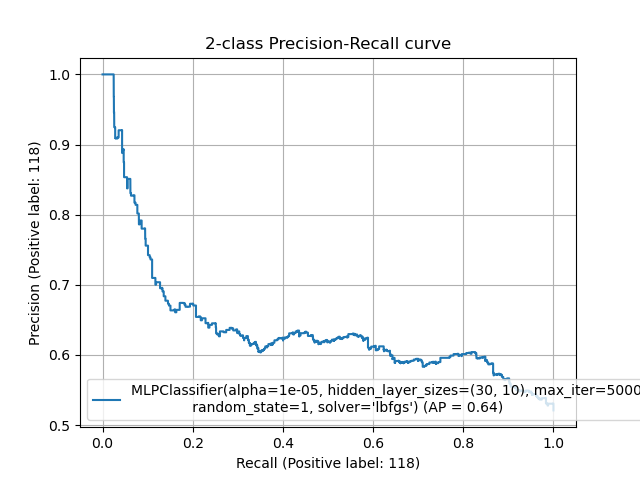 2-class Precision-Recall curve
1.0
0.9
0.8
0.7
0.6
0.5
Precision (Positive label: 118)
MLPClassifier(alpha=1e-05, hidden_layer_sizes=(30, 10), max_iter=5000
random_state=1, solver='lbfgs') (AP = 0.64)
0.0 0.2 0.4 0.6 0.8 1.0
Recall (Positive label: 118)